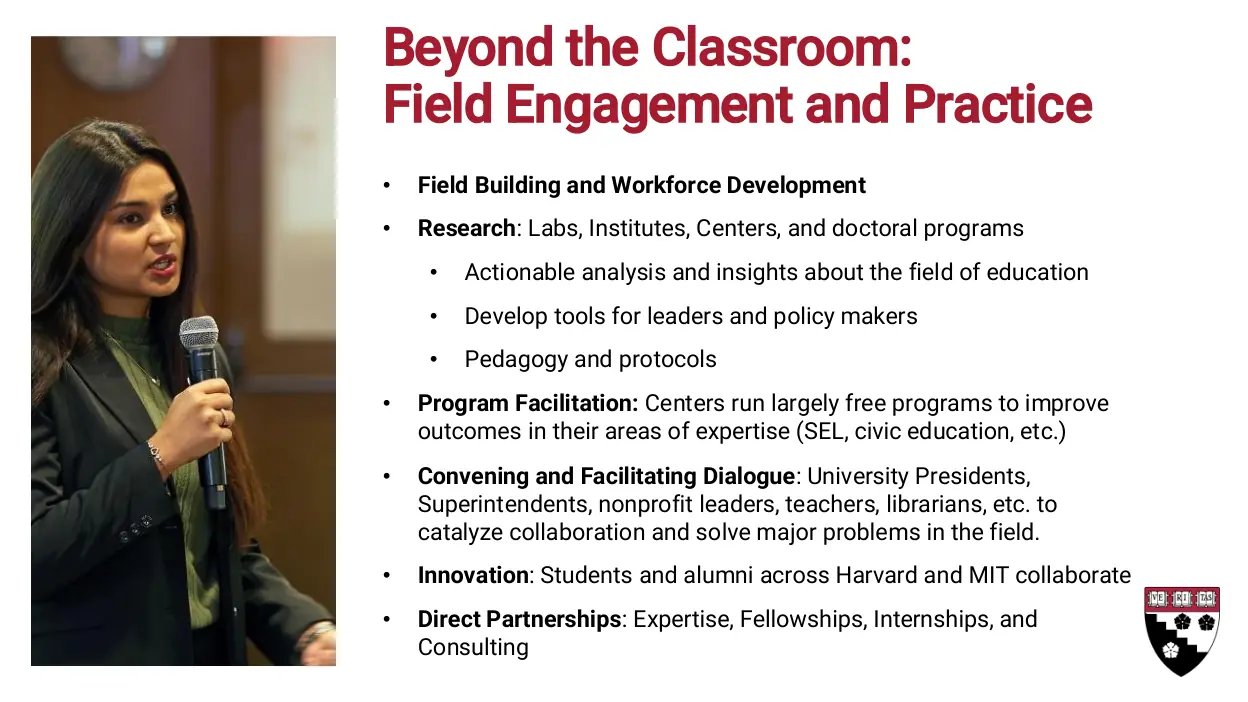 Beyond the Classroom:
Field Engagement and Practice
• Field Building and Workforce Development
• Research: Labs, Institutes, Centers, and doctoral programs
• Actionable analysis and insights about the field of education
• Develop tools for leaders and policy makers
• Pedagogy and protocols
• Program Facilitation: Centers run largely free programs to improve
outcomes in their areas of expertise (SEL, civic education, etc.)
• Convening and Facilitating Dialogue: University Presidents,
Superintendents, nonprofit leaders, teachers, librarians, etc. to
catalyze collaboration and solve major problems in the field.
• Innovation: Students and alumni across Harvard and MIT collaborate
• Direct Partnerships: Expertise, Fellowships, Internships, and
Consulting
VE RI TAS